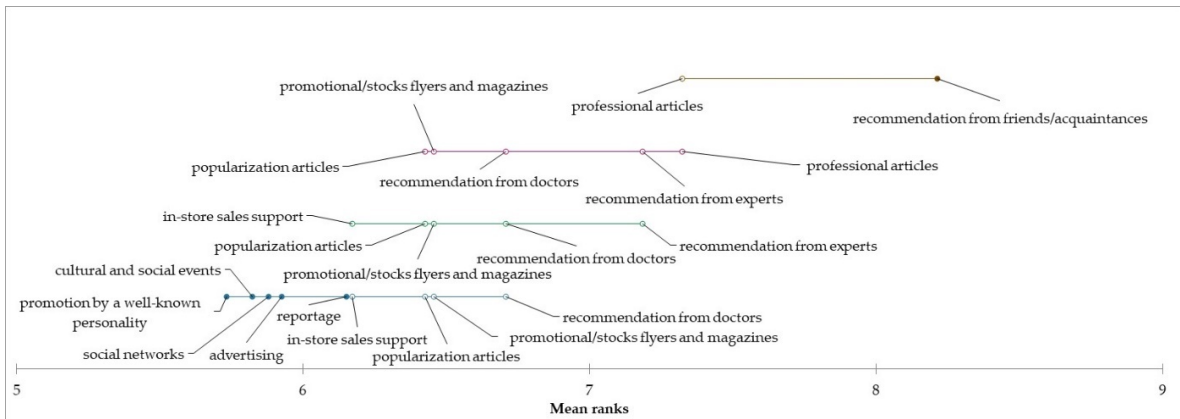 promotional/stocks flyers and magazines
professional articles
recommendation from friends/acquaintances
popularization articles
recommendation from doctors
professional articles
recommendation from experts
in-store sales support
popularization articles
recommendation from doctors
recommendation from experts
promotional/stocks flyers and magazines
cultural and social events
promotion by a well-known
personality
reportage
recommendation from doctors
in-store sales support
promotional/stocks flyers and magazines
social networks
advertising
popularization articles
5 6 7 8 9
Mean ranks